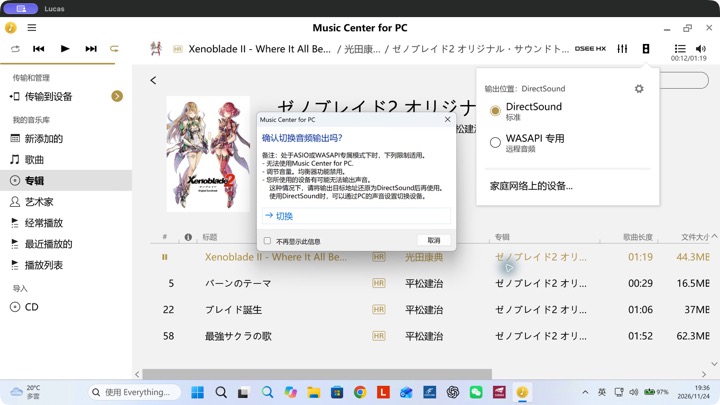 Lucas
Music Center for PC
HR Xenoblade II - Where It All Be... / 光田康... / ゼノブレイド2 オリジナル・サウンドト...
DSEE HX
00:12/01:19
传输和管理
传输到设备
我的音乐库
新添加的
歌曲
专辑
艺术家
经常播放
最近播放的
播放列表
导入
CD
ゼノブレイド2 オリジナ
Xenoblade 2
输出位置: DirectSound
DirectSound
标准
WASAPI 专用
远程音频
家庭网络上的设备...
Music Center for PC
确认切换音频输出吗?
备注: 处于ASIO或WASAPI专属模式下时, 下列限制适用。
- 无法使用Music Center for PC.
- 调节音量。均衡器功能禁用。
- 您所使用的设备有可能无法输出声音。
这种情况下, 请将输出目标地址还原为DirectSound后再使用。
使用DirectSound时, 可以通过PC的声音设置切换设备。
切换
不再显示此信息
取消
# 标题 专辑 歌曲长度 文件大小
Xenoblade II - Where It All Be... HR 光田康典 ゼノブレイド2 オリ... 01:19 44.3MB
5 バーンのテーマ HR 平松建治 ゼノブレイド2 オリ... 00:29 16.5MB
22 ブレイド誕生 HR 平松建治 ゼノブレイド2 オリ... 01:06 37MB
58 最強サクラの歌 HR 平松建治 ゼノブレイド2 オリ... 01:52 62.3MB
20°C
多云
使用 Everything...
英
97%
19:36
2026/11/24